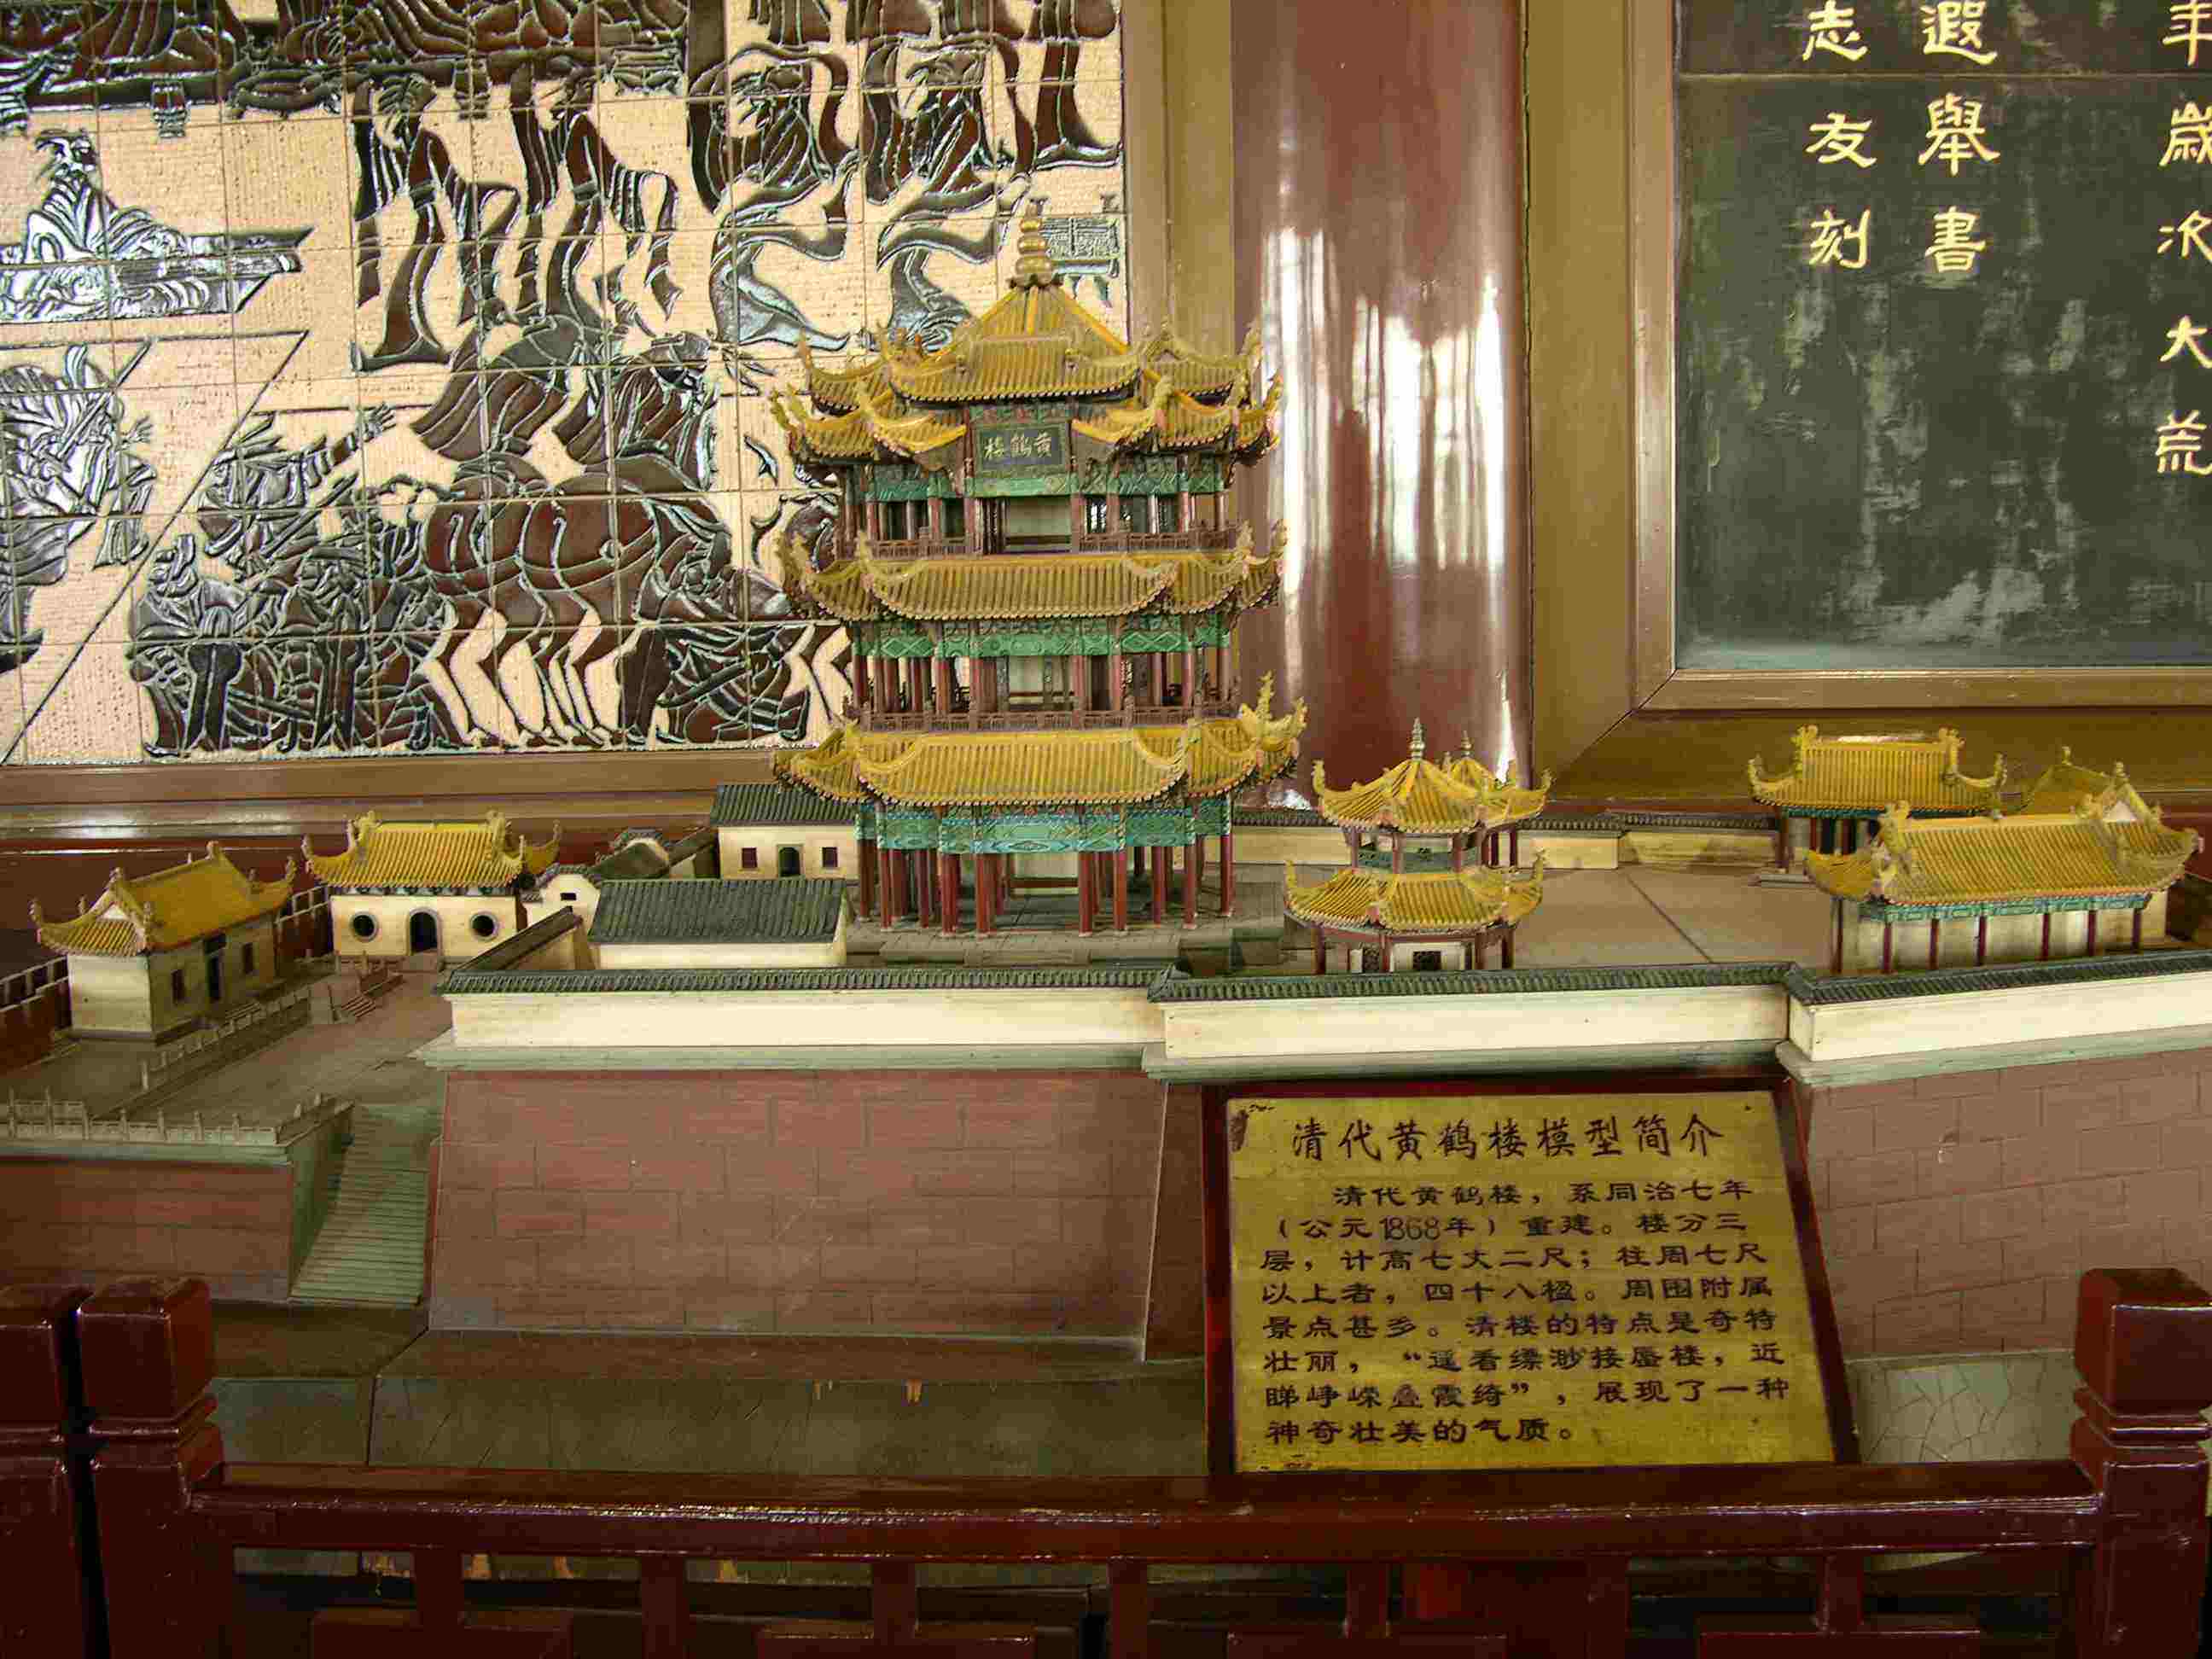 年歲次大荒
遐舉書
志友刻
黄鹤楼
清代黄鹤楼模型简介
清代黄鹤楼，系同治七年
（公元1868年）重建。楼分三
层，计高七丈二尺；柱周七尺
以上者，四十八楹。周围附属
景点甚多。清楼的特点是奇特
壮丽，“遥看缥渺接蜃楼，近
睇峥嵘叠霞绮”，展现了一种
神奇壮美的气质。